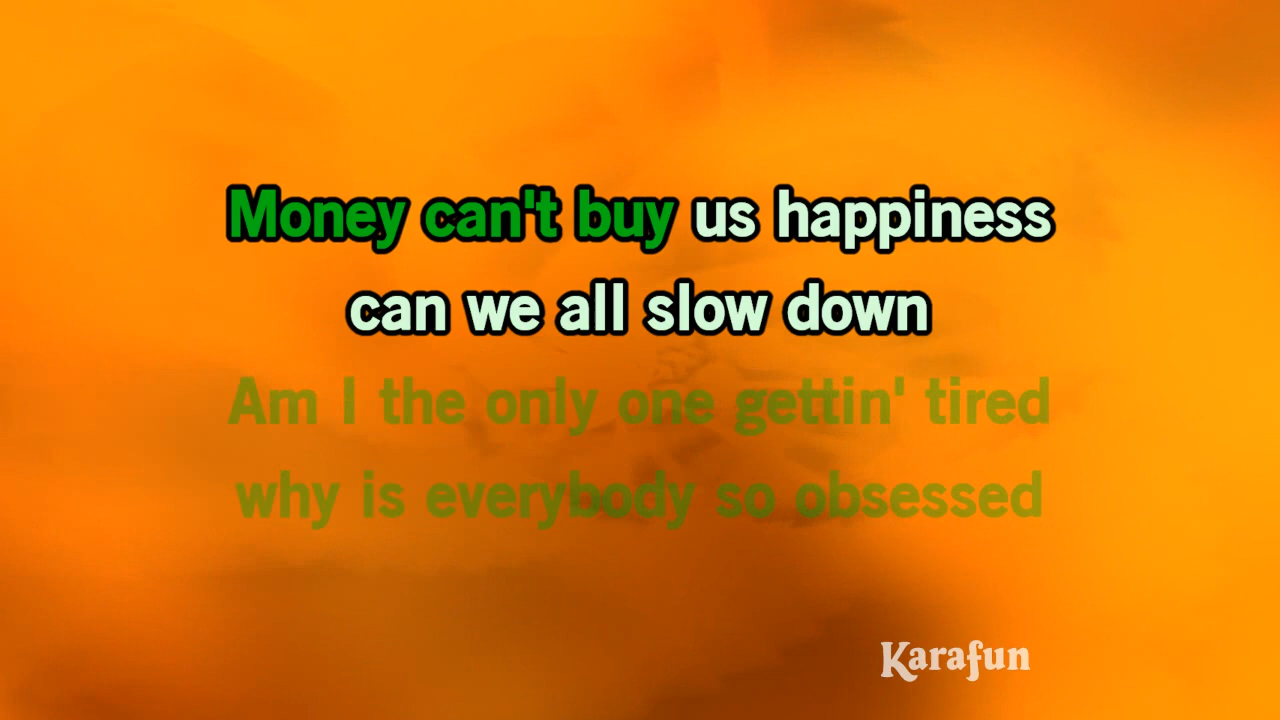 Money can't buy us happiness
can we all slow down
Am I the only one gettin' tired
why is everybody so obsessed
Karafun